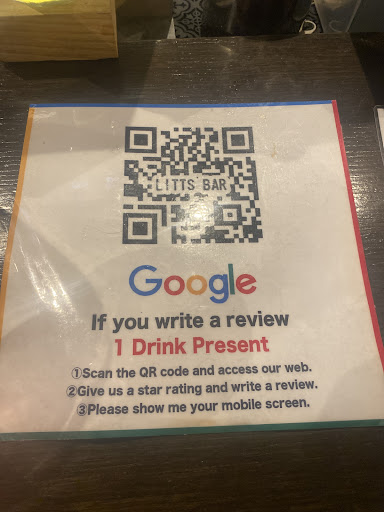 LITTS BAR
Google
If you write a review
1 Drink Present
①Scan the QR code and access our web.
②Give us a star rating and write a review.
③Please show me your mobile screen.